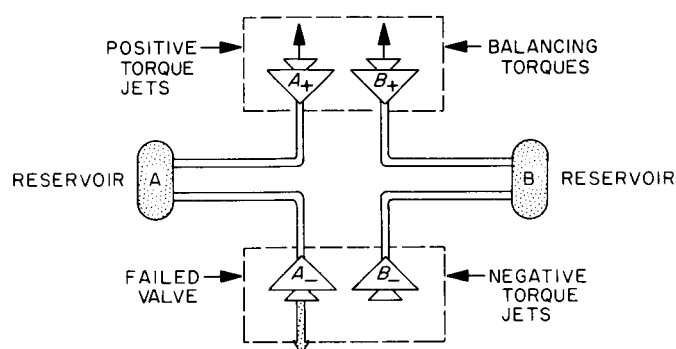 POSITIVE
TORQUE
JETS
BALANCING
TORQUES
A+
B+
RESERVOIR
A
B
RESERVOIR
FAILED
VALVE
A−
B−
NEGATIVE
TORQUE
JETS